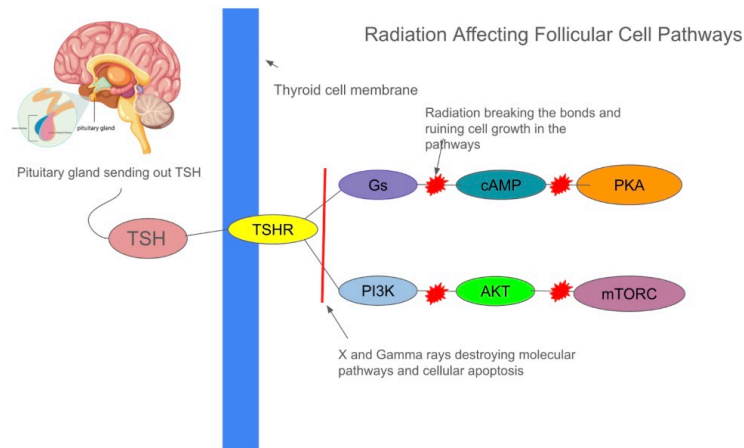 Radiation Affecting Follicular Cell Pathways
Thyroid cell membrane
pituitary gland
Pituitary gland sending out TSH
Radiation breaking the bonds and
ruining cell growth in the
pathways
Gs
cAMP
PKA
TSH
TSHR
PI3K
AKT
mTORC
X and Gamma rays destroying molecular
pathways and cellular apoptosis